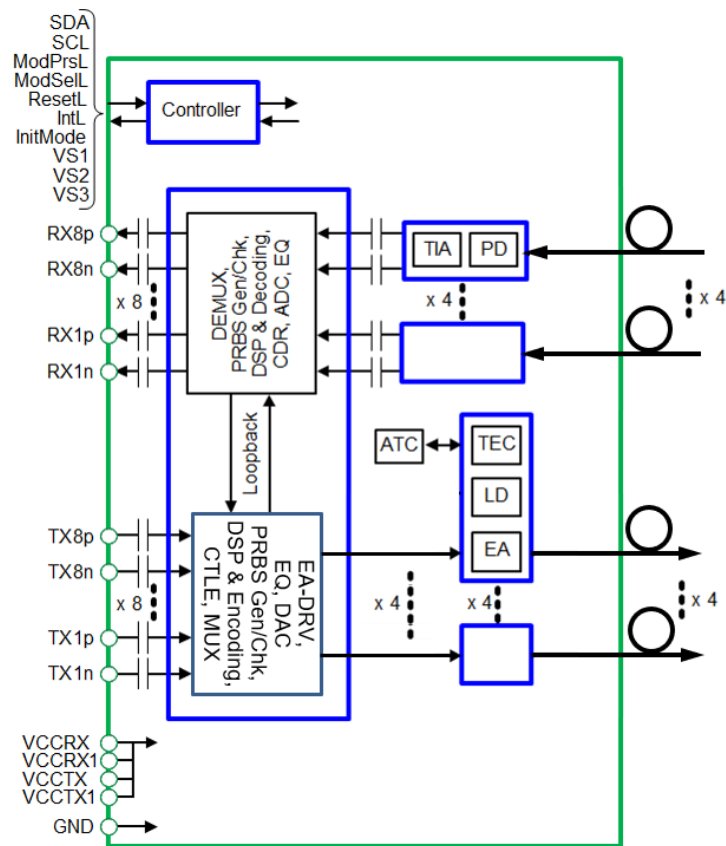 SDA
SCL
ModPrsL
ModSelL
ResetL
IntL
InitMode
VS1
VS2
VS3
Controller
RX8p
RX8n
x 8
RX1p
RX1n
DEMUX,
PRBS Gen/Chk,
DSP & Decoding,
CDR, ADC, EQ
TIA
PD
x 4
x 4
Loopback
ATC
TEC
LD
EA
TX8p
TX8n
x 8
TX1p
TX1n
EA-DRV,
EQ, DAC
PRBS Gen/Chk,
DSP & Encoding,
CTLE, MUX
x 4
x 4
x 4
VCCRX
VCCRX1
VCCTX
VCCTX1
GND